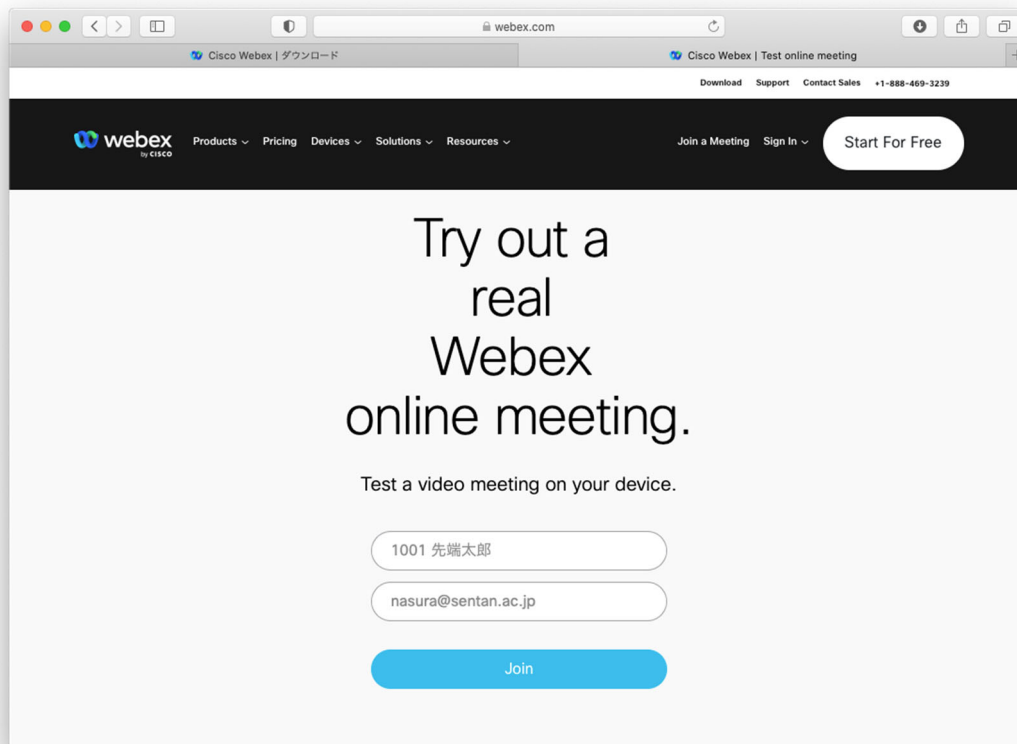 webex.com
Cisco Webex | ダウンロード
Cisco Webex | Test online meeting
Download Support Contact Sales +1-888-469-3239
webex by CISCO Products Pricing Devices Solutions Resources Join a Meeting Sign In Start For Free
Try out a
real
Webex
online meeting.
Test a video meeting on your device.
1001 先端太郎
nasura@sentan.ac.jp
Join